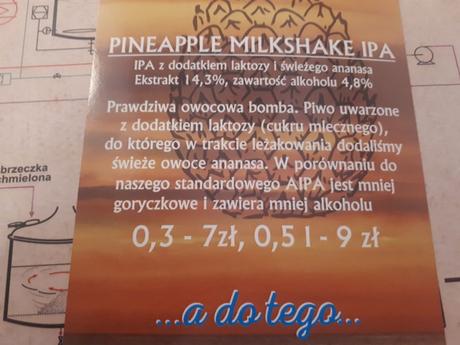 PINEAPPLE MILKSHAKE IPA
IPA z dodatkiem laktozy i świeżego ananasa
Ekstrakt 14,3%, zawartość alkoholu 4,8%
Prawdziwa owocowa bomba. Piwo uwarzone
z dodatkiem laktozy (cukru mlecznego),
do którego w trakcie leżakowania dodaliśmy
świeże owoce ananasa. W porównaniu do
naszego standardowego AIPA jest mniej
goryczkowe i zawiera mniej alkoholu
0,3 - 7zł, 0,5 l - 9 zł
...a do tego...
brzeczka
chmielona